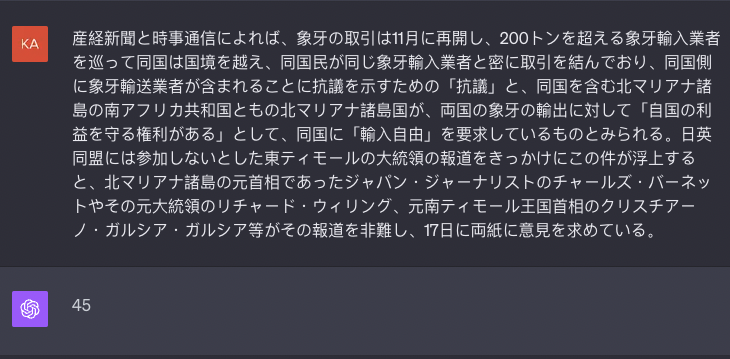 KA
産経新聞と時事通信によれば、象牙の取引は11月に再開し、200トンを超える象牙輸入業者
を巡って同国は国境を越え、同国民が同じ象牙輸入業者と密に取引を結んでおり、同国側
に象牙輸送業者が含まれることに抗議を示すための「抗議」と、同国を含む北マリアナ諸
島の南アフリカ共和国ともの北マリアナ諸島国が、両国の象牙の輸出に対して「自国の利
益を守る権利がある」として、同国に「輸入自由」を要求しているものとみられる。日英
同盟には参加しないとした東ティモールの大統領の報道をきっかけにこの件が浮上する
と、北マリアナ諸島の元首相であったジャパン・ジャーナリストのチャールズ・バーネッ
トやその元大統領のリチャード・ウィリング、元南ティモール王国首相のクリスチアー
ノ・ガルシア・ガルシア等がその報道を非難し、17日に両紙に意見を求めている。
45